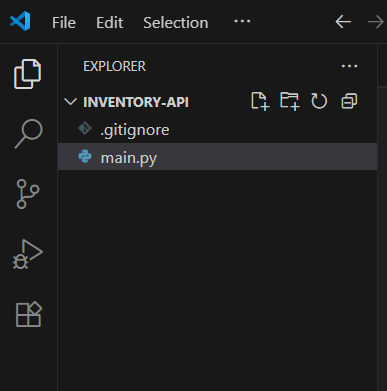 File Edit Selection ···
EXPLORER ···
INVENTORY-API
.gitignore
main.py